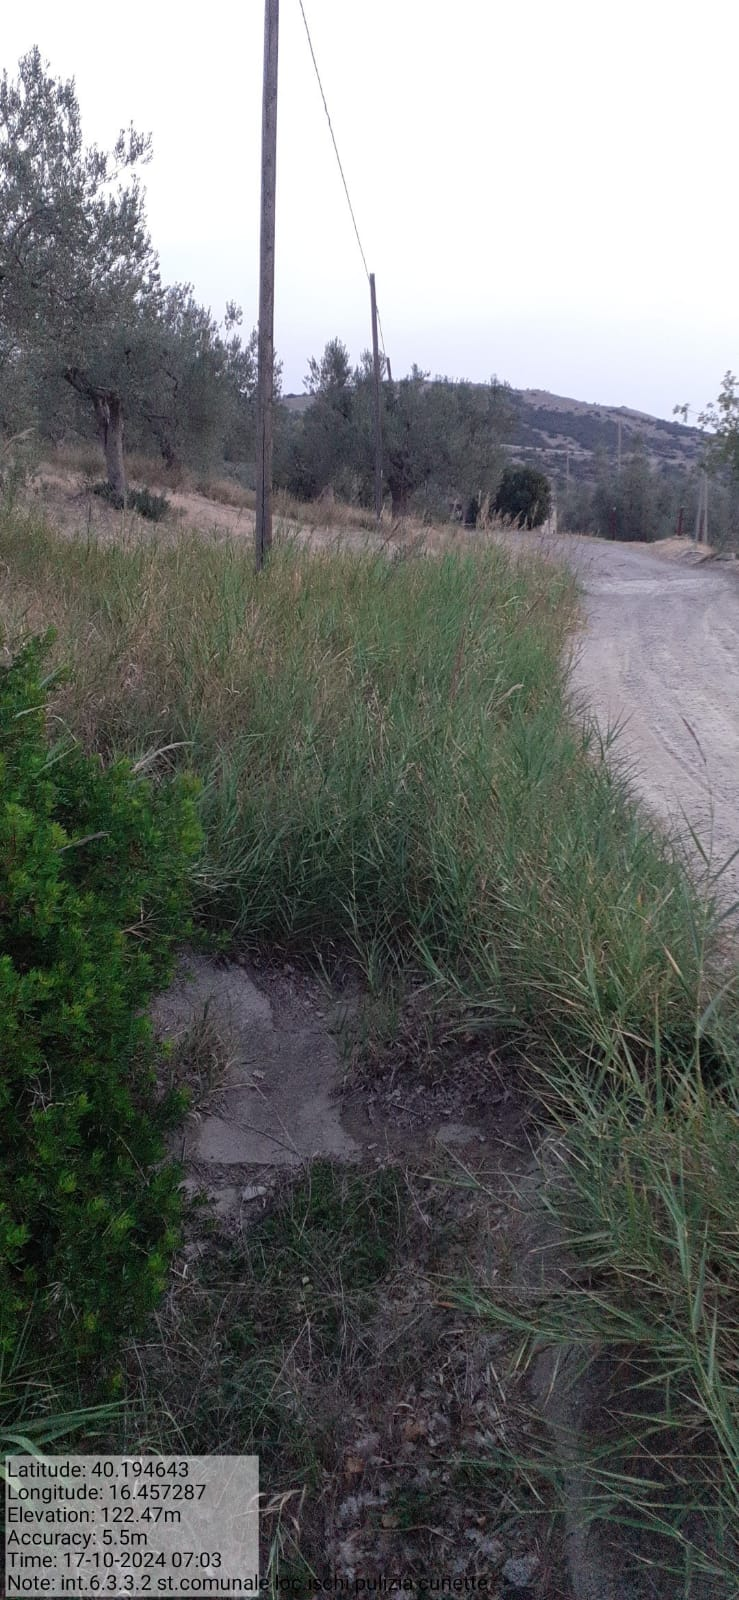 Latitude: 40.194643
Longitude: 16.457287
Elevation: 122.47m
Accuracy: 5.5m
Time: 17-10-2024 07:03
Note: int.6.3.3.2 st.comunale loc.ischi pulizia cunette